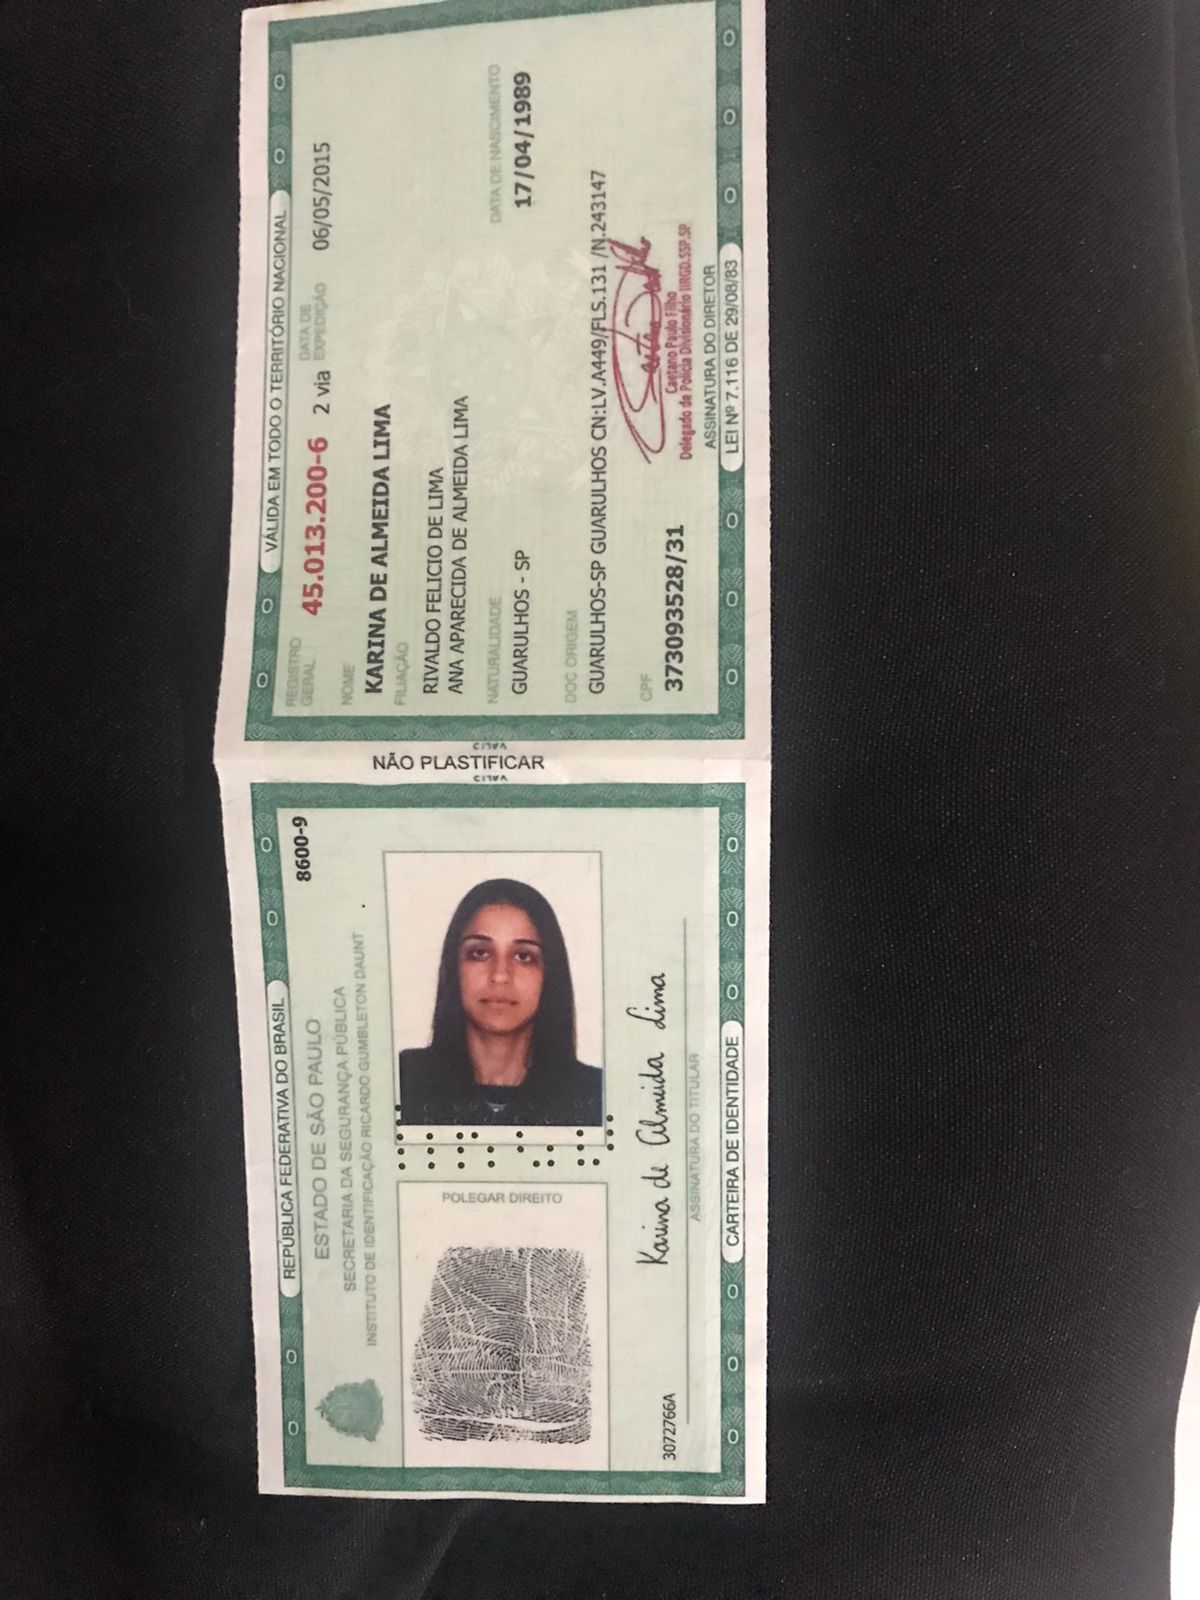 REPÚBLICA FEDERATIVA DO BRASIL
8600-9
ESTADO DE SÃO PAULO
SECRETARIA DA SEGURANÇA PÚBLICA
INSTITUTO DE IDENTIFICAÇÃO RICARDO GUMBLETON DAUNT
POLEGAR DIREITO
Karina de Almeida Lima
3072766A
ASSINATURA DO TITULAR
CARTEIRA DE IDENTIDADE
NÃO PLASTIFICAR
VÁLIDA EM TODO O TERRITÓRIO NACIONAL
REGISTRO GERAL 45.013.200-6 2 via DATA DE EXPEDIÇÃO 06/05/2015
NOME
KARINA DE ALMEIDA LIMA
FILIAÇÃO
RIVALDO FELICIO DE LIMA
ANA APARECIDA DE ALMEIDA LIMA
NATURALIDADE DATA DE NASCIMENTO
GUARULHOS - SP 17/04/1989
DOC ORIGEM
GUARULHOS-SP GUARULHOS CN:LV.A449/FLS.131 /N.243147
CPF
373093528/31
Caetano Paulo Filho
Delegado de Polícia Divisionário IIRGD.SSP.SP
ASSINATURA DO DIRETOR
LEI Nº 7.116 DE 29/08/83